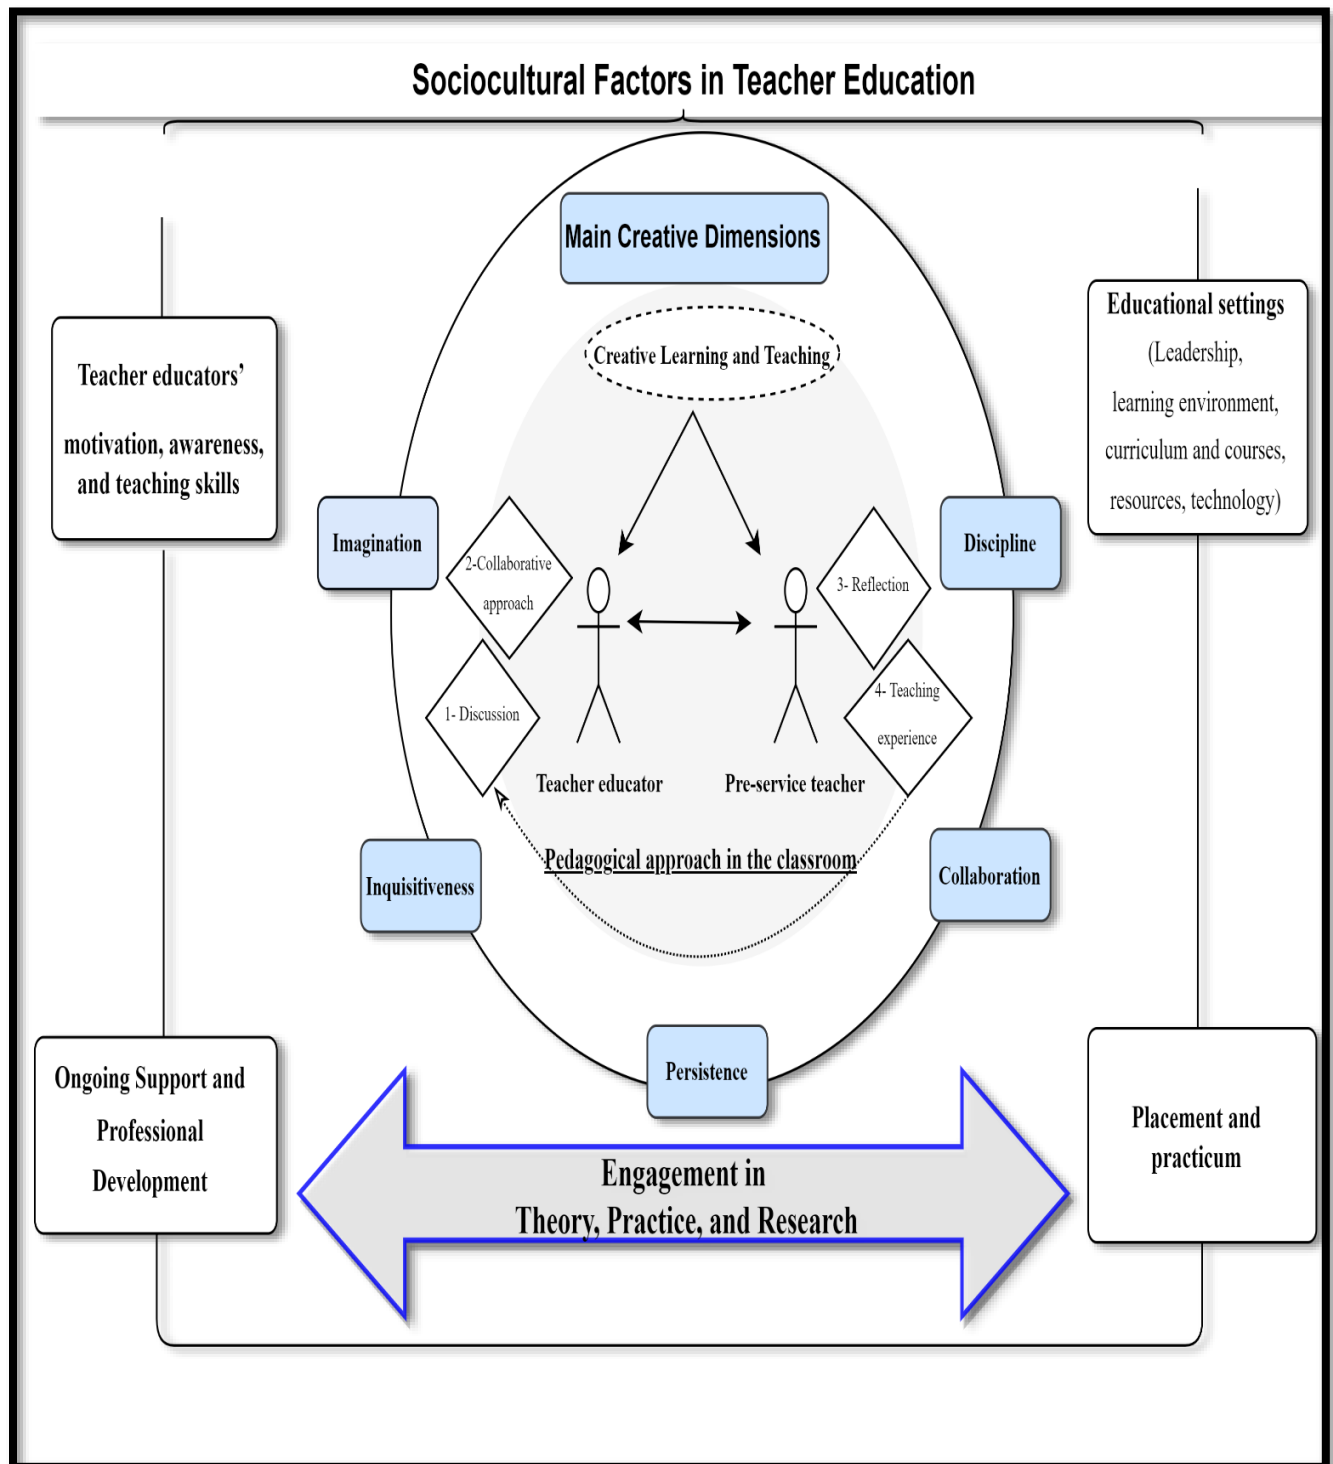 Sociocultural Factors in Teacher Education
Main Creative Dimensions
Creative Learning and Teaching
Teacher educators’
motivation, awareness,
and teaching skills
Educational settings
(Leadership,
learning environment,
curriculum and courses,
resources, technology)
Imagination
Discipline
2-Collaborative
approach
3- Reflection
1- Discussion
4- Teaching
experience
Teacher educator
Pre-service teacher
Pedagogical approach in the classroom
Inquisitiveness
Collaboration
Persistence
Ongoing Support and
Professional
Development
Placement and
practicum
Engagement in
Theory, Practice, and Research